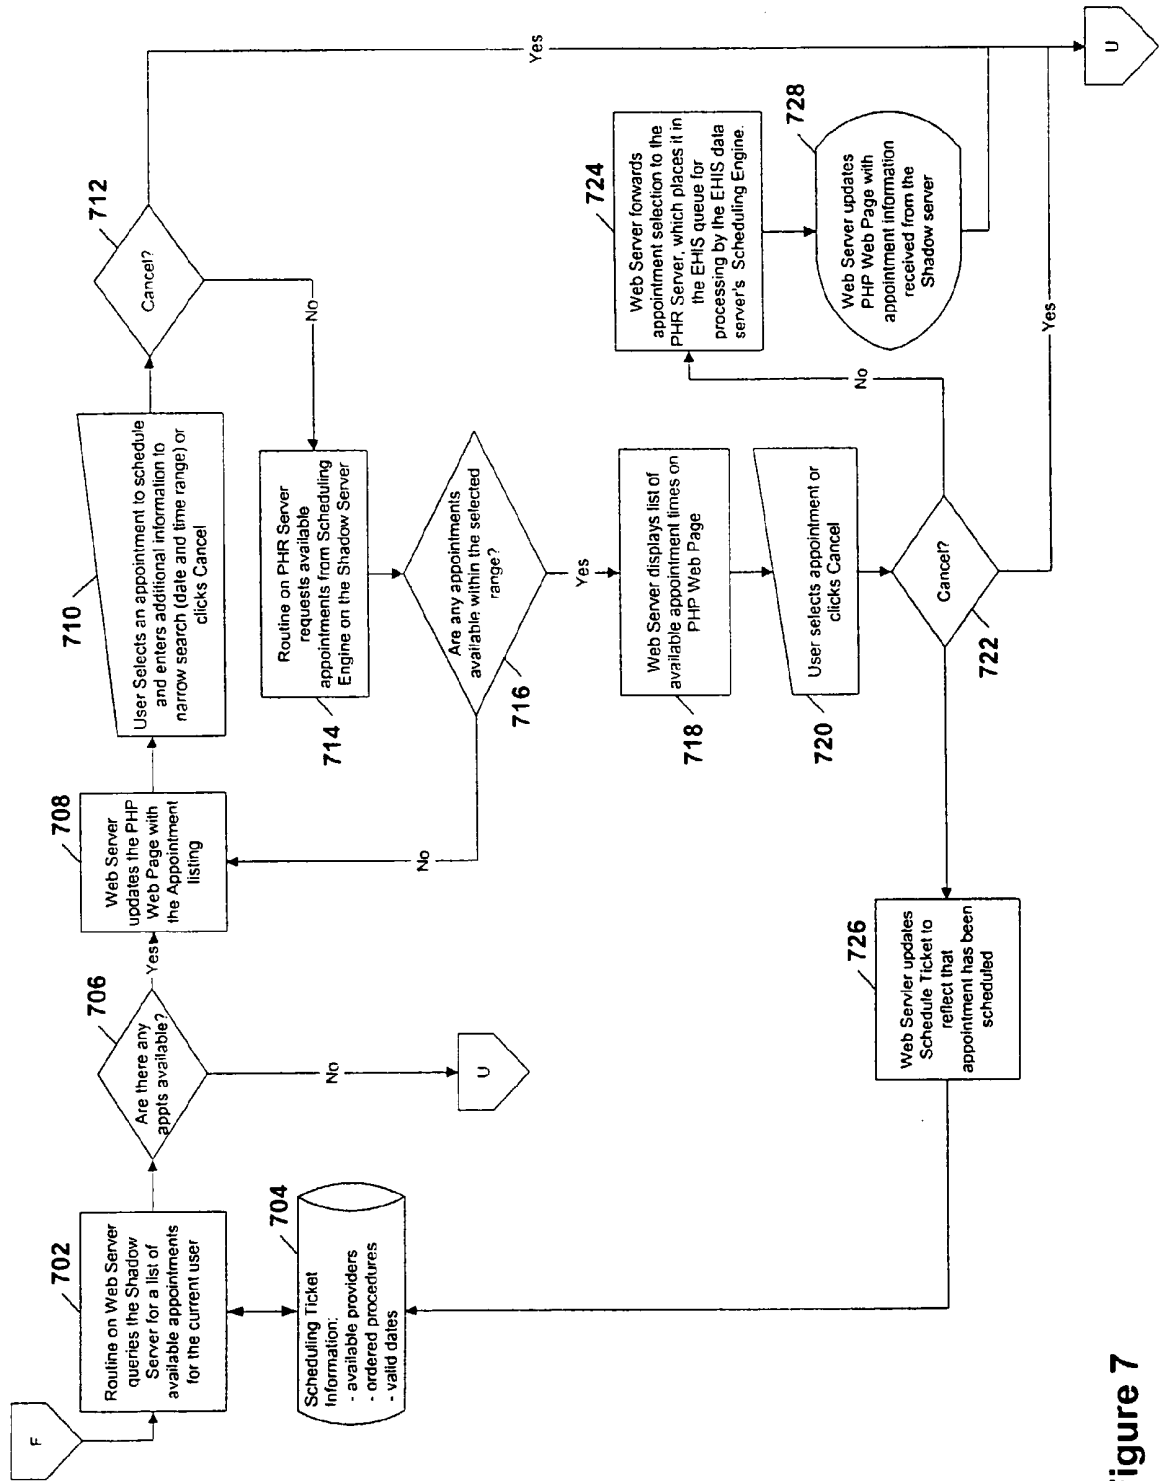 F
702
Routine on Web Server
queries the Shadow
Server for a list of
available appointments
for the current user
704
Scheduling Ticket
Information:
- available providers
- ordered procedures
- valid dates
706
Are there any
appts available?
Yes
No
U
708
Web Server
updates the PHP
Web Page with
the Appointment
listing
710
User Selects an appointment to schedule
and enters additional information to
narrow search (date and time range) or
clicks Cancel
712
Cancel?
Yes
No
714
Routine on PHR Server
requests available
appointments from Scheduling
Engine on the Shadow Server
716
Are any appointments
available within the selected
range?
No
Yes
718
Web Server displays list of
available appointment times on
PHP Web Page
720
User selects appointment or
clicks Cancel
722
Cancel?
No
Yes
724
Web Server forwards
appointment selection to the
PHR Server, which places it in
the EHIS queue for
processing by the EHIS data
server's Scheduling Engine.
726
Web Servler updates
Schedule Ticket to
reflect that
appointment has been
scheduled
728
Web Server updates
PHP Web Page with
appointment information
received from the
Shadow server
U
igure 7